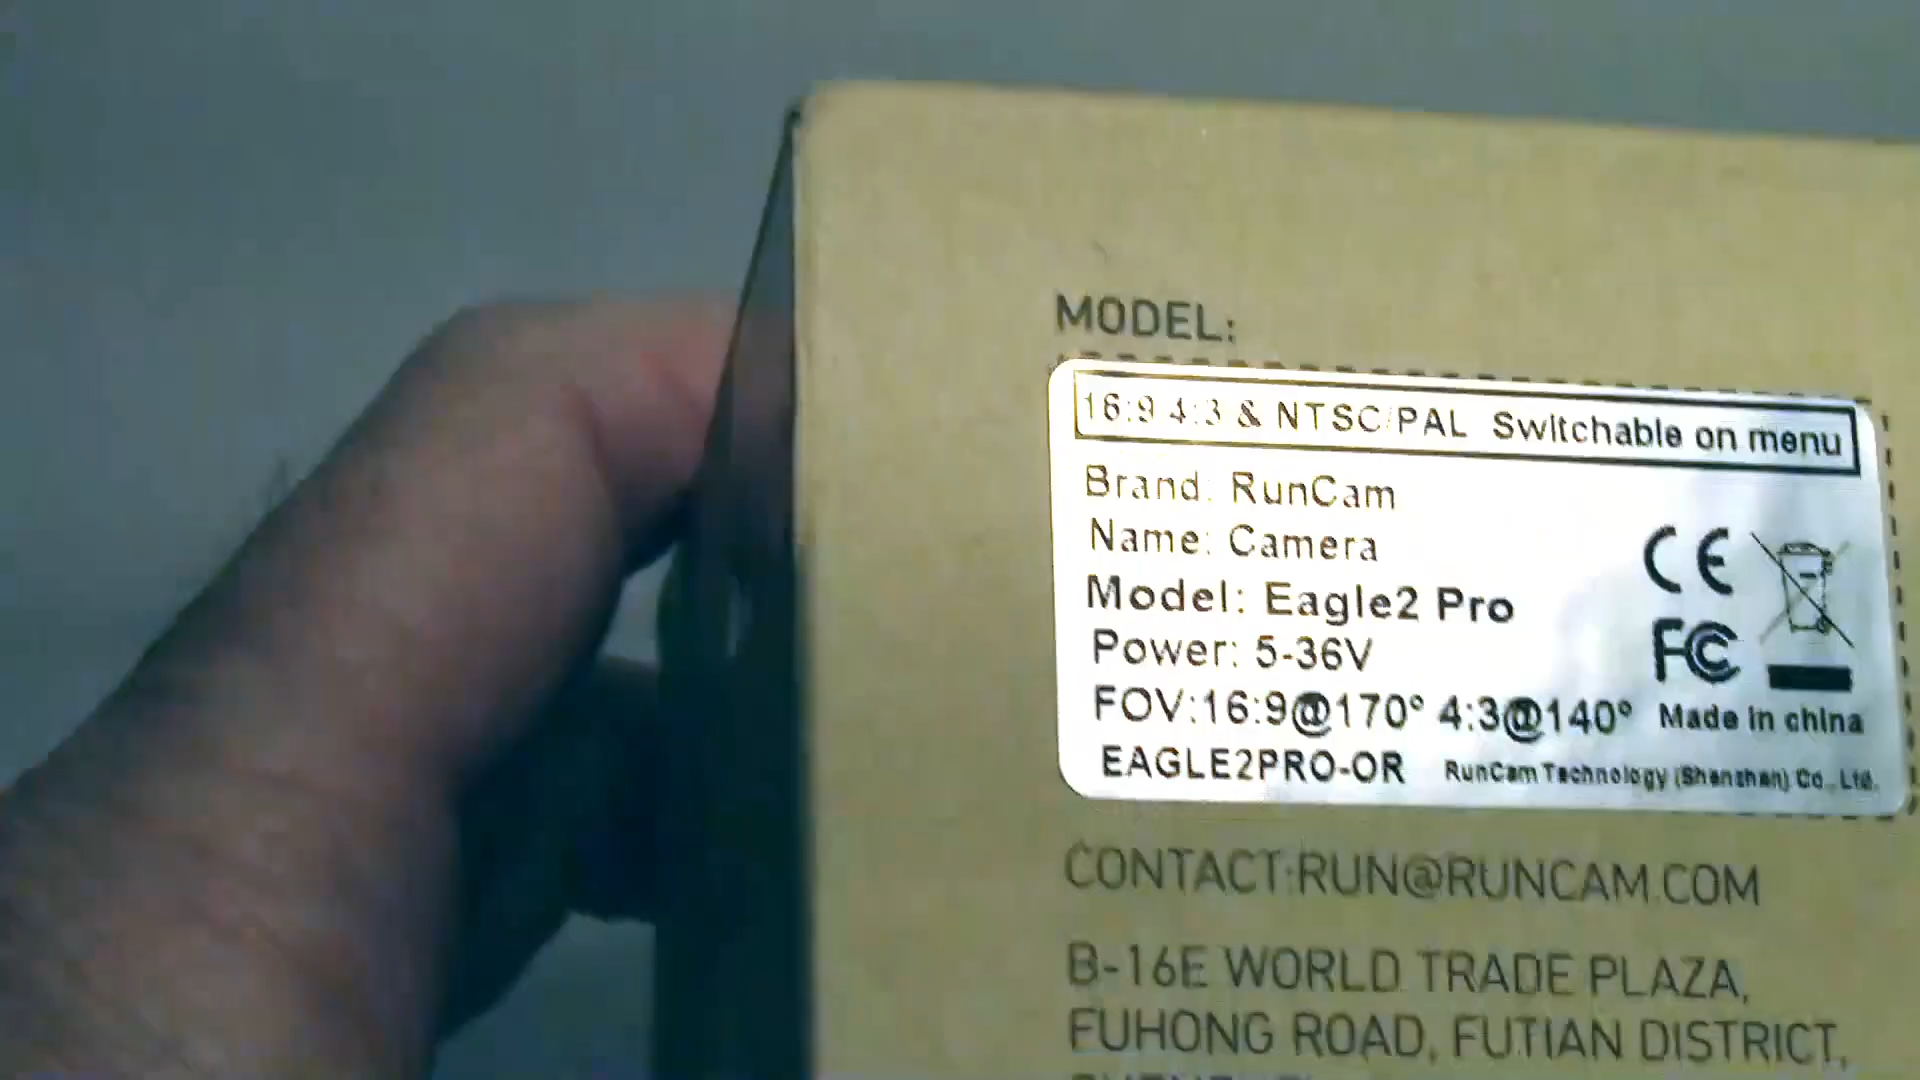 MODEL:
16:9 4:3 & NTSC/PAL Switchable on menu
Brand: RunCam
Name: Camera
Model: Eagle2 Pro
Power: 5-36V
CE
FC
FOV:16:9@170° 4:3@140° Made in china
EAGLE2PRO-OR RunCam Technology (Shenzhen) Co., Ltd.
CONTACT:RUN@RUNCAM.COM
B-16E WORLD TRADE PLAZA,
FUHONG ROAD, FUTIAN DISTRICT,